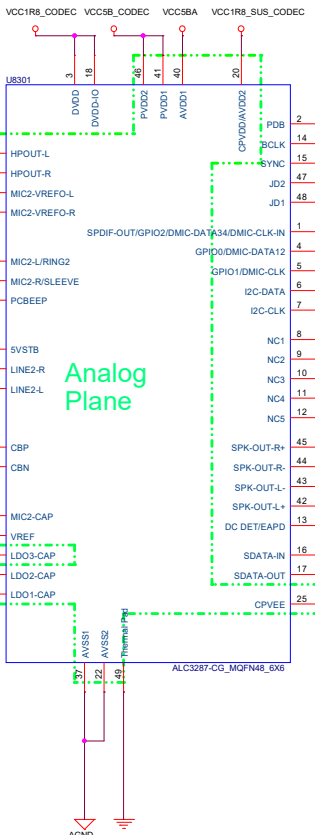 VCC1R8_CODEC VCC5B_CODEC VCC5BA VCC1R8_SUS_CODEC
U8301
3 18 46 41 40 20
DVDD DVDD-IO PVDD2 PVDD1 AVDD1 CPVDD/AVDD2
PDB 2
BCLK 14
HPOUT-L
SYNC 15
HPOUT-R
JD2 47
MIC2-VREFO-L
JD1 48
MIC2-VREFO-R
SPDIF-OUT/GPIO2/DMIC-DATA34/DMIC-CLK-IN 1
GPIO0/DMIC-DATA12 4
MIC2-L/RING2
GPIO1/DMIC-CLK 5
MIC2-R/SLEEVE
I2C-DATA 6
PCBEEP
I2C-CLK 7
NC1 8
5VSTB
NC2 9
LINE2-R
NC3 10
LINE2-L
NC4 11
NC5 12
Analog
Plane
CBP
SPK-OUT-R+ 45
CBN
SPK-OUT-R- 44
SPK-OUT-L- 43
SPK-OUT-L+ 42
MIC2-CAP
DC DET/EAPD 13
VREF
LDO3-CAP
SDATA-IN 16
LDO2-CAP
SDATA-OUT 17
LDO1-CAP
CPVEE 25
AVSS1 AVSS2 Thermal Pad
ALC3287-CG_MQFN48_6X6
37 22 49
AGND